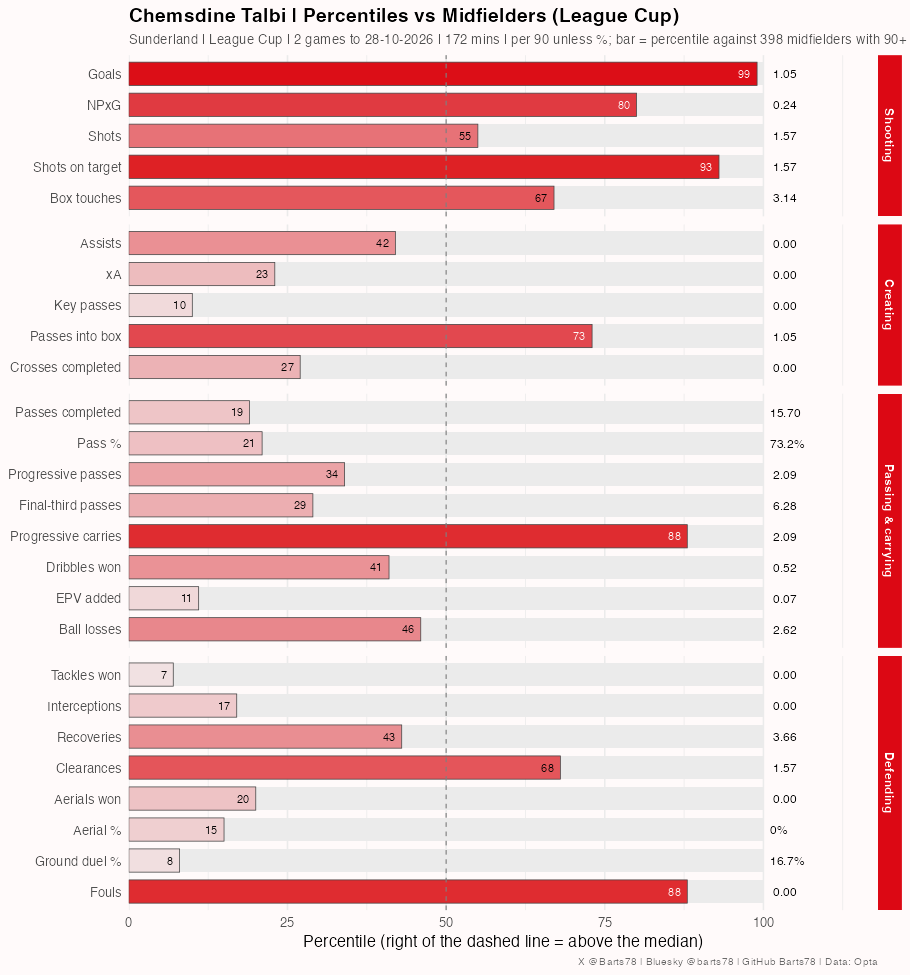 Chemsdine Talbi | Percentiles vs Midfielders (League Cup)
Sunderland | League Cup | 2 games to 28-10-2026 | 172 mins | per 90 unless %; bar = percentile against 398 midfielders with 90+
Goals 99 1.05
NPxG 80 0.24
Shots 55 1.57
Shots on target 93 1.57
Box touches 67 3.14
Shooting
Assists 42 0.00
xA 23 0.00
Key passes 10 0.00
Passes into box 73 1.05
Crosses completed 27 0.00
Creating
Passes completed 19 15.70
Pass % 21 73.2%
Progressive passes 34 2.09
Final-third passes 29 6.28
Progressive carries 88 2.09
Dribbles won 41 0.52
EPV added 11 0.07
Ball losses 46 2.62
Passing & carrying
Tackles won 7 0.00
Interceptions 17 0.00
Recoveries 43 3.66
Clearances 68 1.57
Aerials won 20 0.00
Aerial % 15 0%
Ground duel % 8 16.7%
Fouls 88 0.00
Defending
0 25 50 75 100
Percentile (right of the dashed line = above the median)
X @Barts78 | Bluesky @barts78 | GitHub Barts78 | Data: Opta